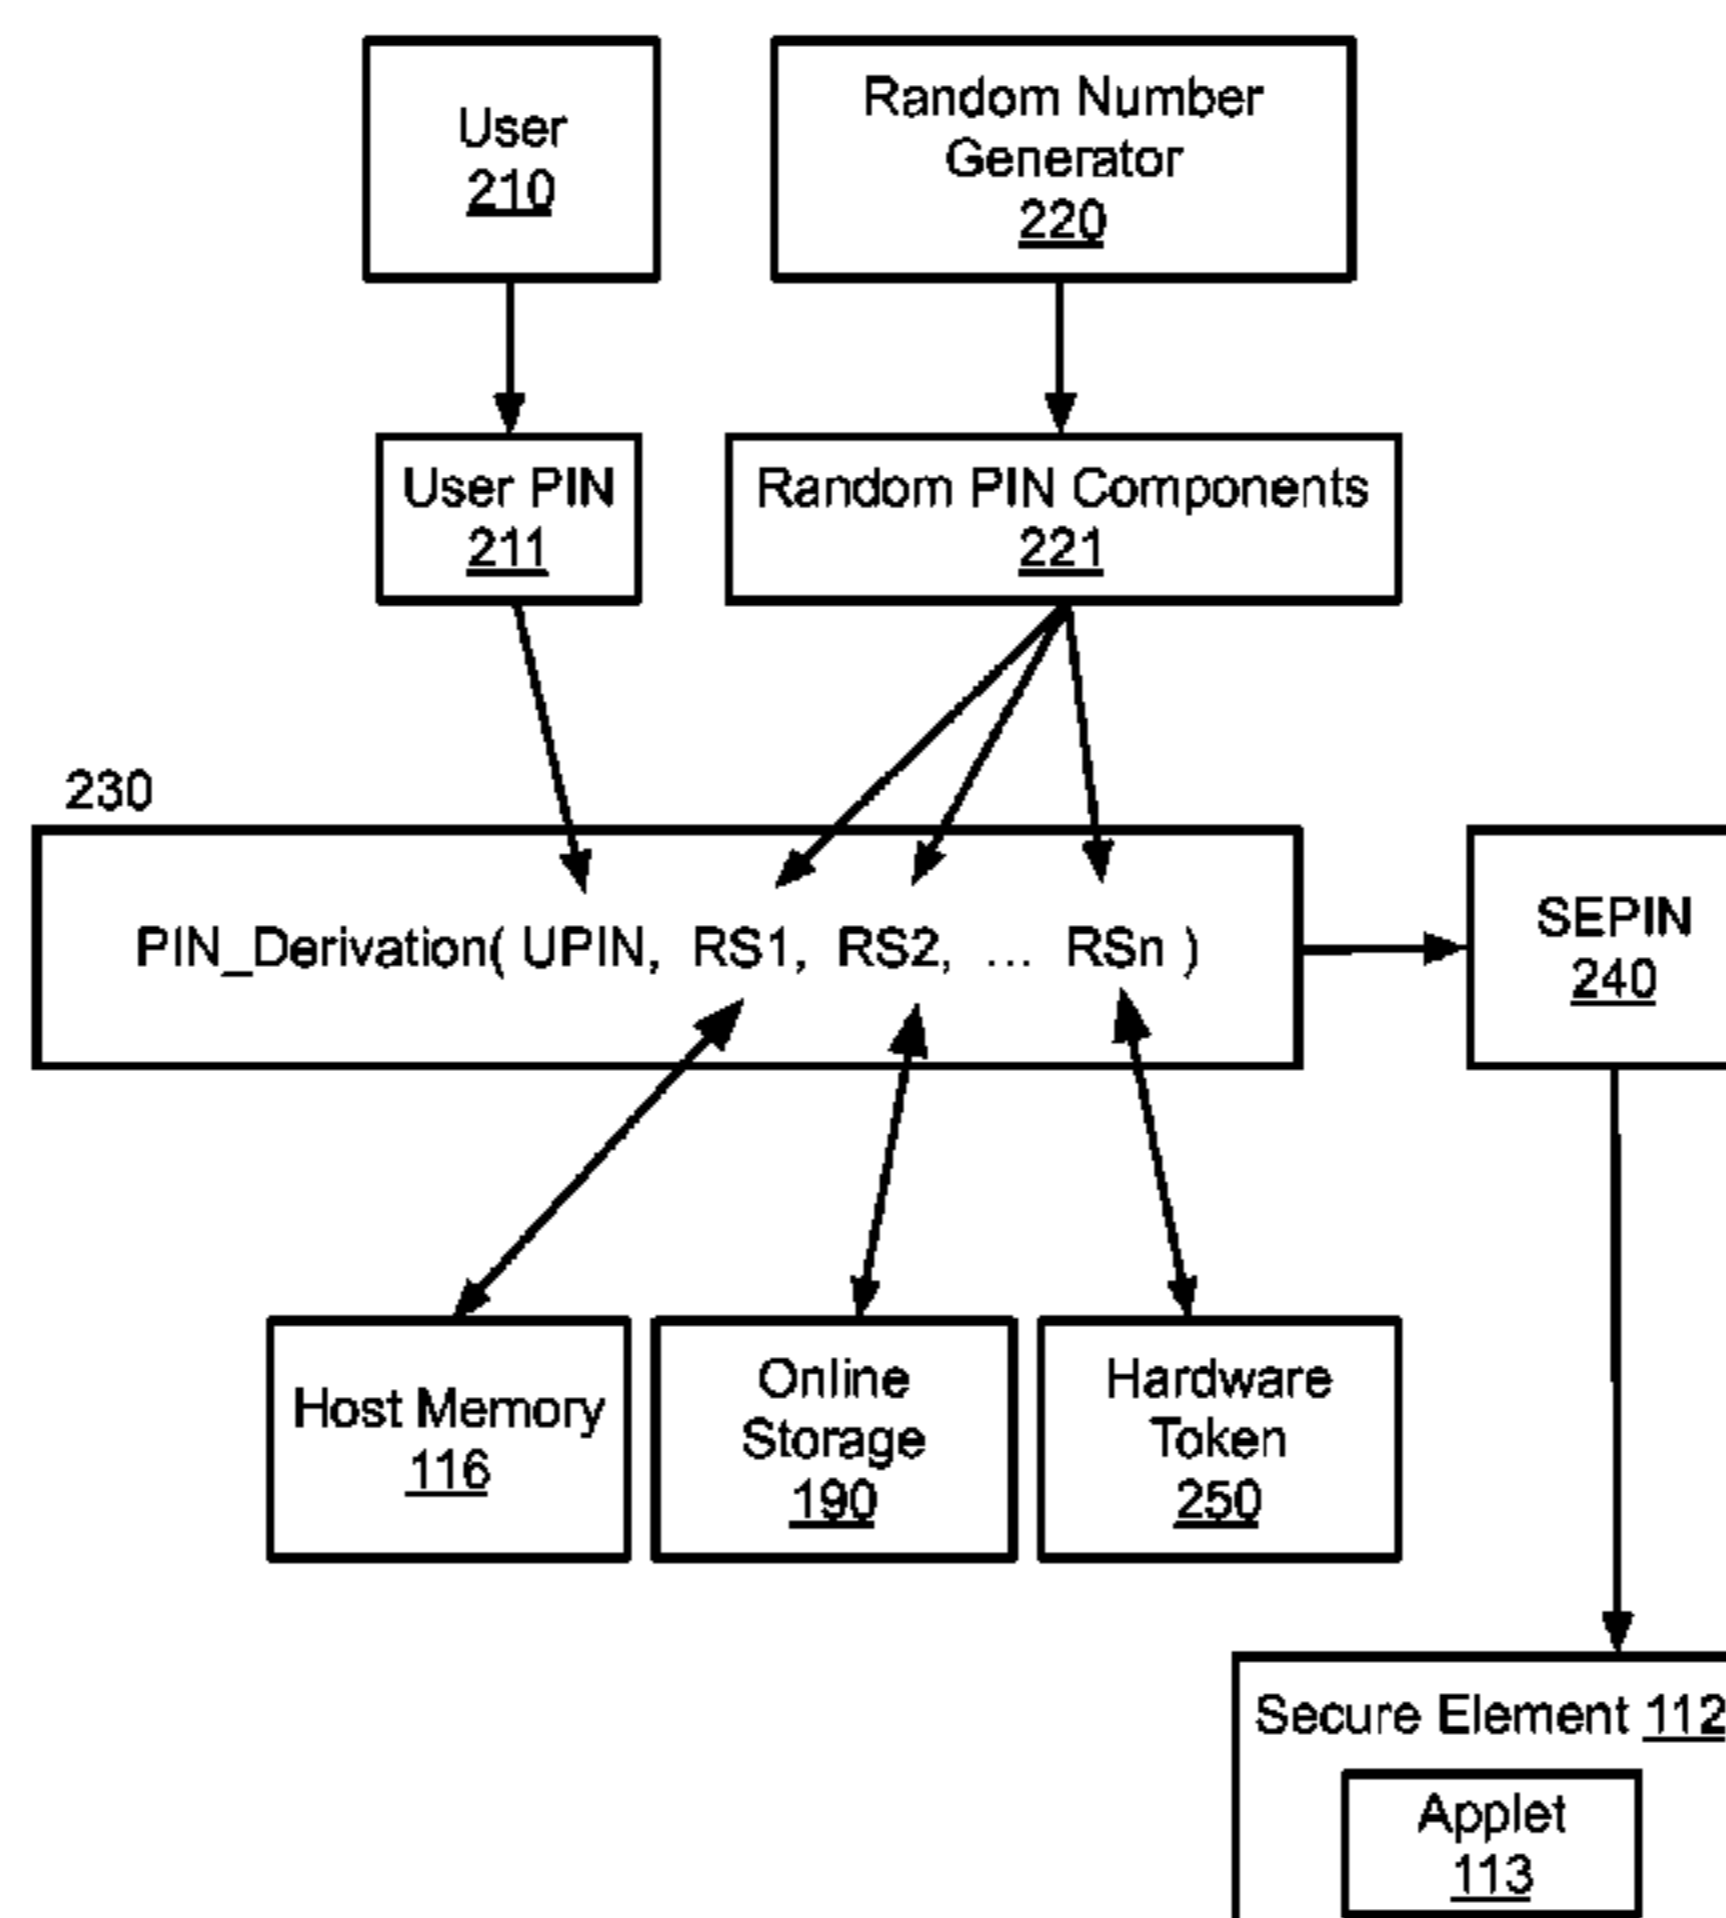 User
210
Random Number
Generator
220
User PIN
211
Random PIN Components
221
230
PIN_Derivation( UPIN, RS1, RS2, ... RSn )
SEPIN
240
Host Memory
116
Online
Storage
190
Hardware
Token
250
Secure Element 112
Applet
113